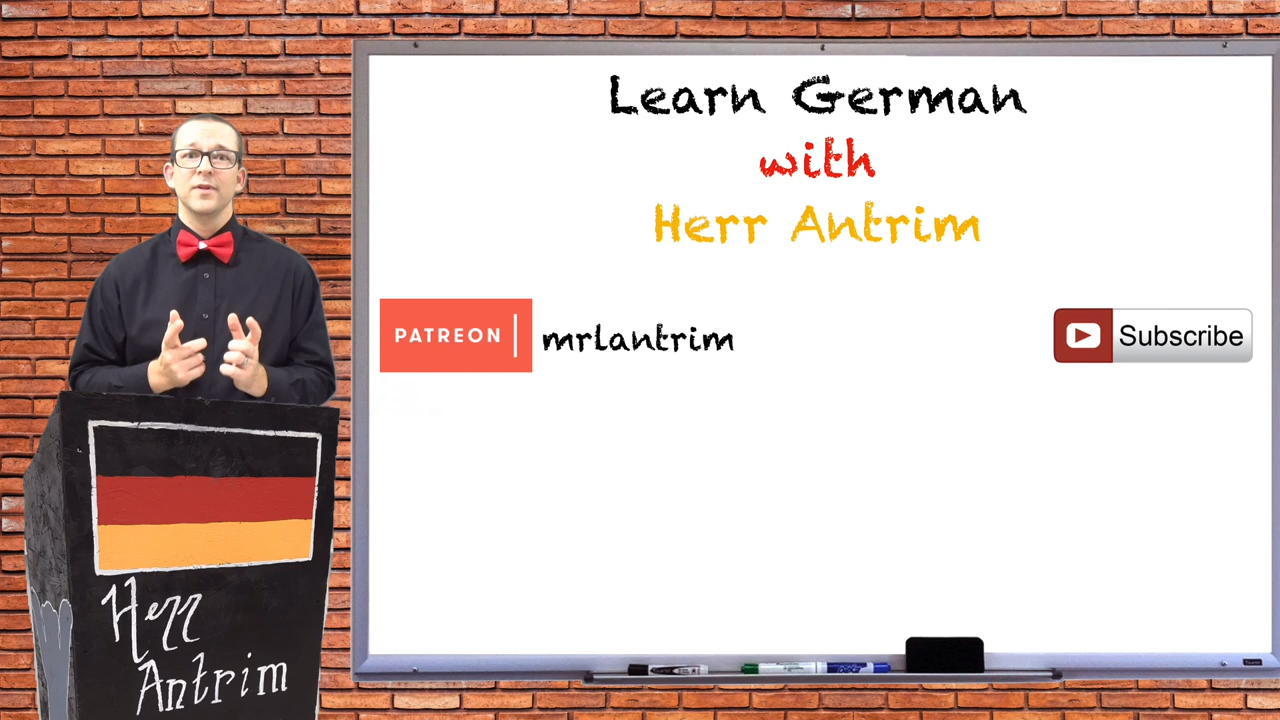 Learn German
with
Herr Antrim
PATREON
mrlantrim
Subscribe
Herr
Antrim